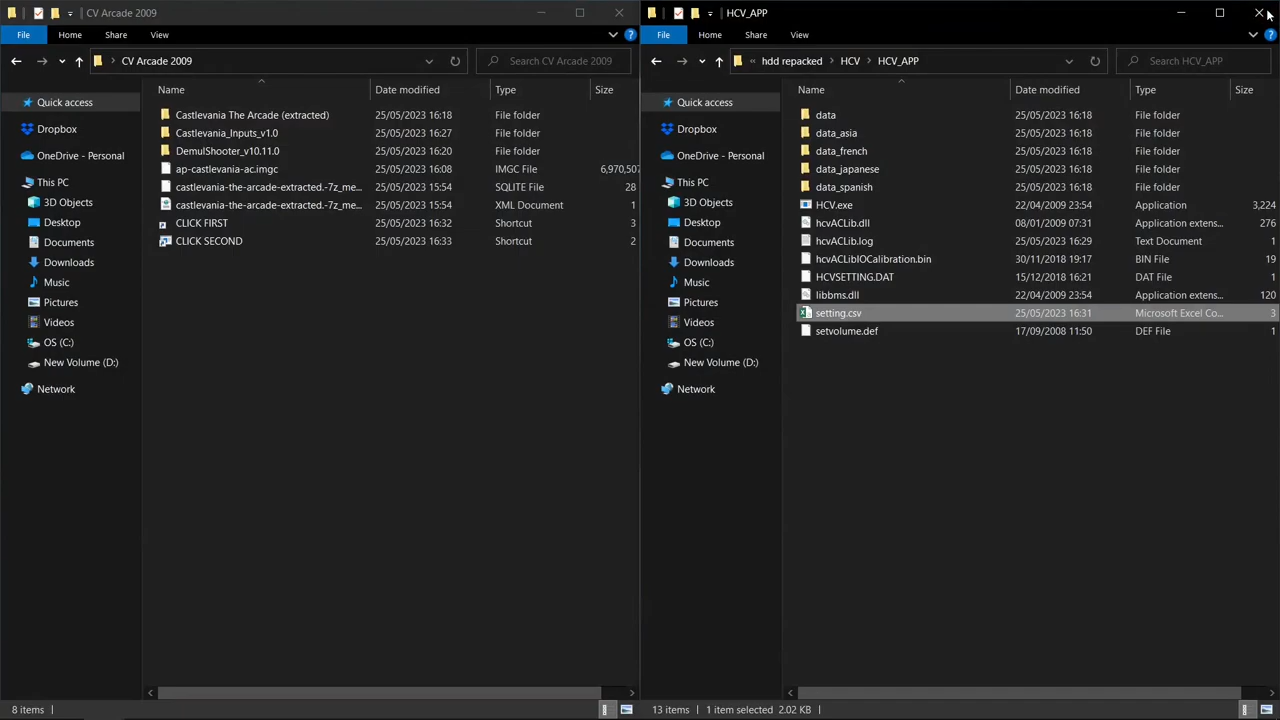 CV Arcade 2009
File Home Share View
CV Arcade 2009
Search CV Arcade 2009
Name Date modified Type Size
Quick access
Dropbox
OneDrive - Personal
This PC
3D Objects
Desktop
Documents
Downloads
Music
Pictures
Videos
OS (C:)
New Volume (D:)
Network
Castlevania The Arcade (extracted) 25/05/2023 16:18 File folder
Castlevania_Inputs_v1.0 25/05/2023 16:27 File folder
DemulShooter_v10.11.0 25/05/2023 16:20 File folder
ap-castlevania-ac.imgc 25/05/2023 16:08 IMGC File 6,970,507
castlevania-the-arcade-extracted.-7z_me... 25/05/2023 15:54 SQLITE File 28
castlevania-the-arcade-extracted.-7z_me... 25/05/2023 15:54 XML Document 1
CLICK FIRST 25/05/2023 16:32 Shortcut 3
CLICK SECOND 25/05/2023 16:33 Shortcut 2
8 items
HCV_APP
File Home Share View
« hdd repacked > HCV > HCV_APP
Search HCV_APP
Name Date modified Type Size
Quick access
Dropbox
OneDrive - Personal
This PC
3D Objects
Desktop
Documents
Downloads
Music
Pictures
Videos
OS (C:)
New Volume (D:)
Network
data 25/05/2023 16:18 File folder
data_asia 25/05/2023 16:18 File folder
data_french 25/05/2023 16:18 File folder
data_japanese 25/05/2023 16:18 File folder
data_spanish 25/05/2023 16:18 File folder
HCV.exe 22/04/2009 23:54 Application 3,224
hcvACLib.dll 08/01/2009 07:31 Application extens... 276
hcvACLib.log 25/05/2023 16:29 Text Document 1
hcvACLibIOCalibration.bin 30/11/2018 17:37 BIN File 19
HCVSETTING.DAT 15/12/2018 16:21 DAT File 1
libbms.dll 22/04/2009 23:54 Application extens... 120
setting.csv 25/05/2023 16:31 Microsoft Excel Co... 3
setvolume.def 17/09/2008 11:50 DEF File 1
13 items 1 item selected 2.02 KB